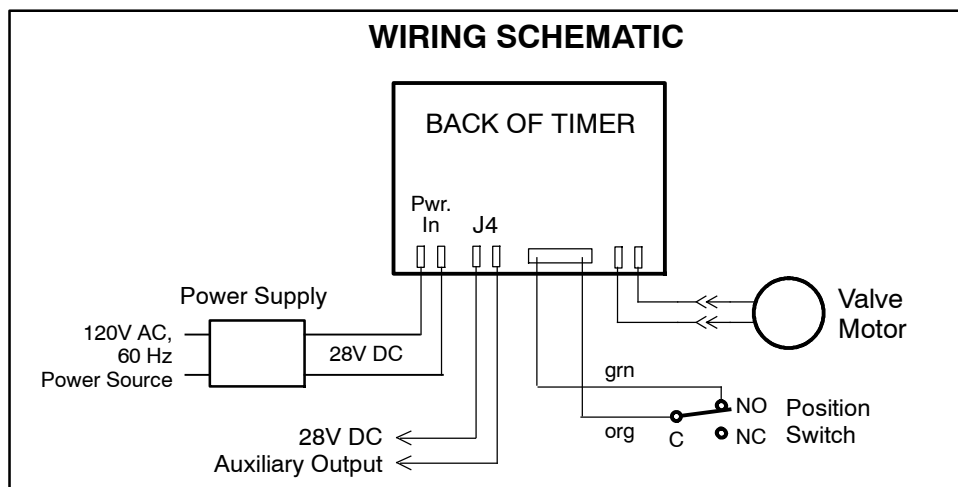 WIRING SCHEMATIC
BACK OF TIMER
Pwr.
In
J4
Power Supply
120V AC,
60 Hz
Power Source
28V DC
Valve
Motor
grn
org
C
NO
NC
Position
Switch
28V DC
Auxiliary Output